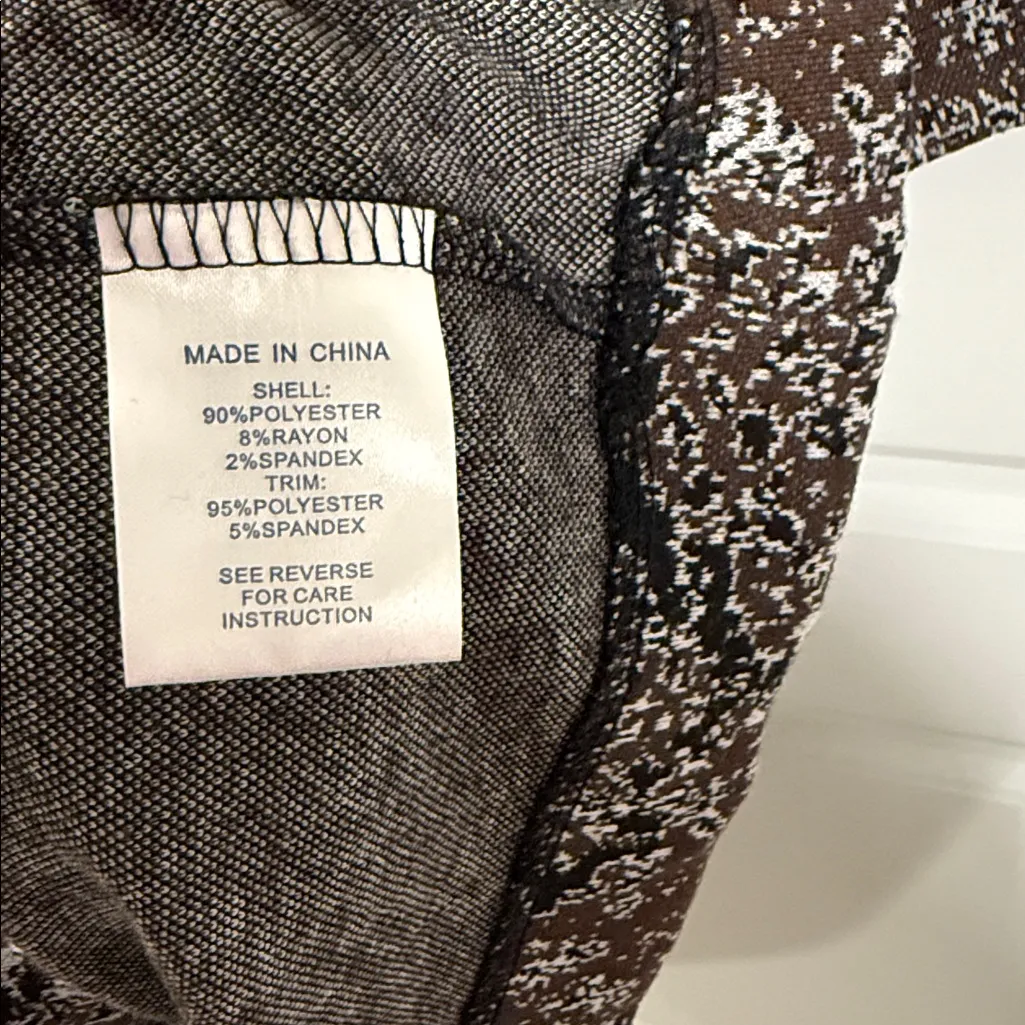 MADE IN CHINA
SHELL:
90%POLYESTER
8%RAYON
2%SPANDEX
TRIM:
95%POLYESTER
5%SPANDEX
SEE REVERSE
FOR CARE
INSTRUCTION